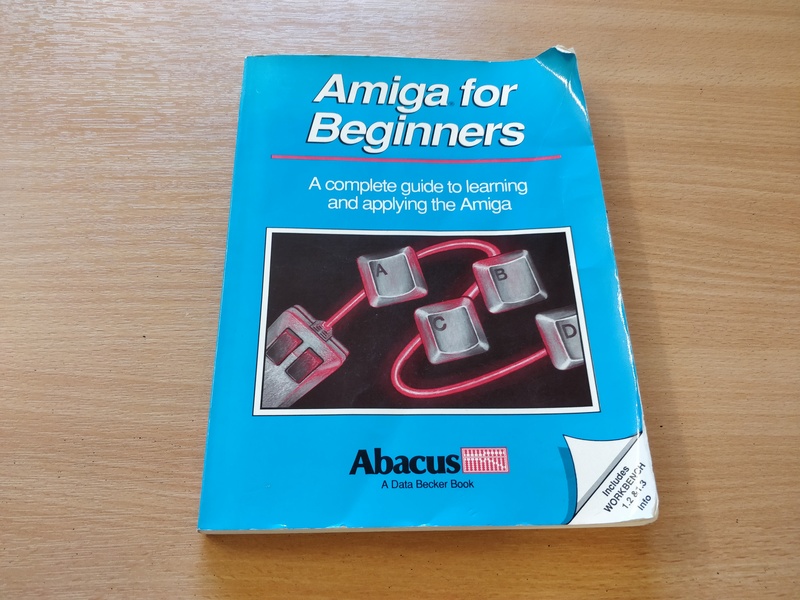 Amiga for
Beginners
A complete guide to learning
and applying the Amiga
A
B
C
D
Abacus
A Data Becker Book
Includes
WORKBENCH
1.2 & 1.3
info